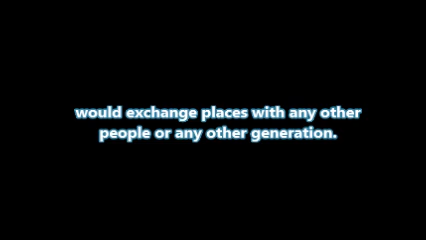 would exchange places with any other
people or any other generation.